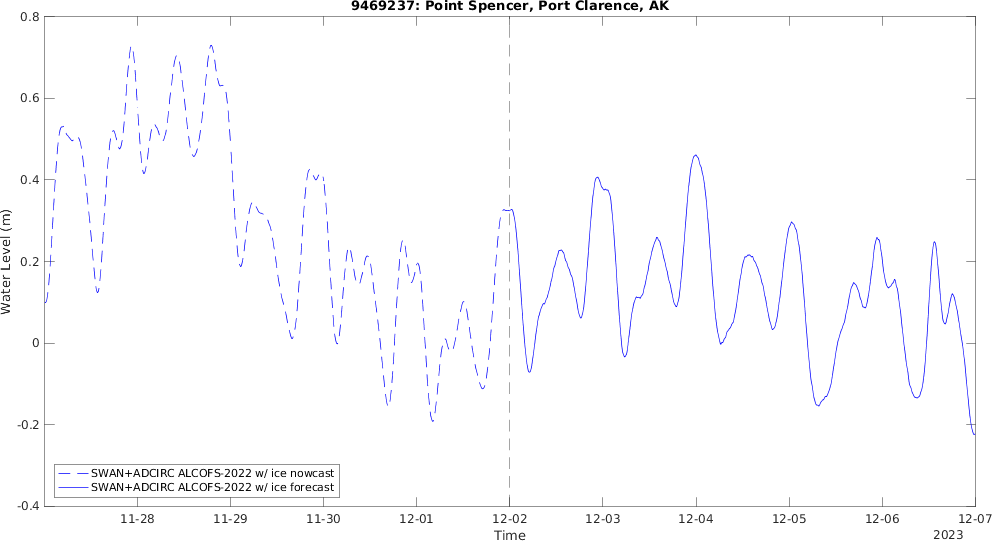 9469237: Point Spencer, Port Clarence, AK
0.8
0.6
0.4
0.2
0
-0.2
-0.4
Water Level (m)
SWAN+ADCIRC ALCOFS-2022 w/ ice nowcast
SWAN+ADCIRC ALCOFS-2022 w/ ice forecast
11-28 11-29 11-30 12-01 12-02 12-03 12-04 12-05 12-06 12-07
Time
2023